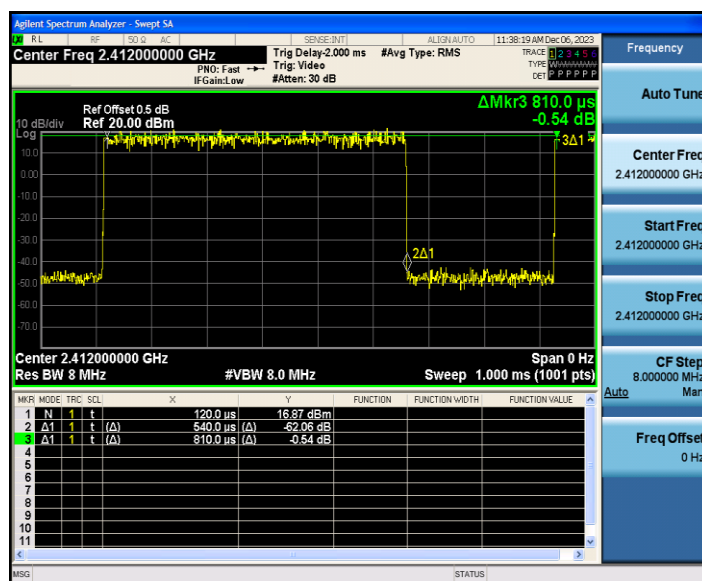 Agilent Spectrum Analyzer - Swept SA
RL RF 50 Ω AC SENSE:INT ALIGN AUTO 11:38:19 AM Dec 06, 2023
Center Freq 2.412000000 GHz
PNO: Fast
IFGain:Low
Trig Delay-2.000 ms
Trig: Video
#Atten: 30 dB
#Avg Type: RMS
TRACE 1 2 3 4 5 6
TYPE W
DET P P P P P P
Ref Offset 0.5 dB
Ref 20.00 dBm
10 dB/div
Log
ΔMkr3 810.0 µs
-0.54 dB
10.0
0.00
-10.0
-20.0
-30.0
-40.0
-50.0
-60.0
-70.0
3Δ1
2Δ1
Center 2.412000000 GHz Span 0 Hz
Res BW 8 MHz #VBW 8.0 MHz Sweep 1.000 ms (1001 pts)
MKR MODE TRC SCL X Y FUNCTION FUNCTION WIDTH FUNCTION VALUE
1 N 1 t 120.0 µs 16.87 dBm
2 Δ1 1 t (Δ) 540.0 µs (Δ) -62.06 dB
3 Δ1 1 t (Δ) 810.0 µs (Δ) -0.54 dB
4
5
6
7
8
9
10
11
MSG STATUS
Frequency
Auto Tune
Center Freq
2.412000000 GHz
Start Freq
2.412000000 GHz
Stop Freq
2.412000000 GHz
CF Step
8.000000 MHz
Auto Man
Freq Offset
0 Hz